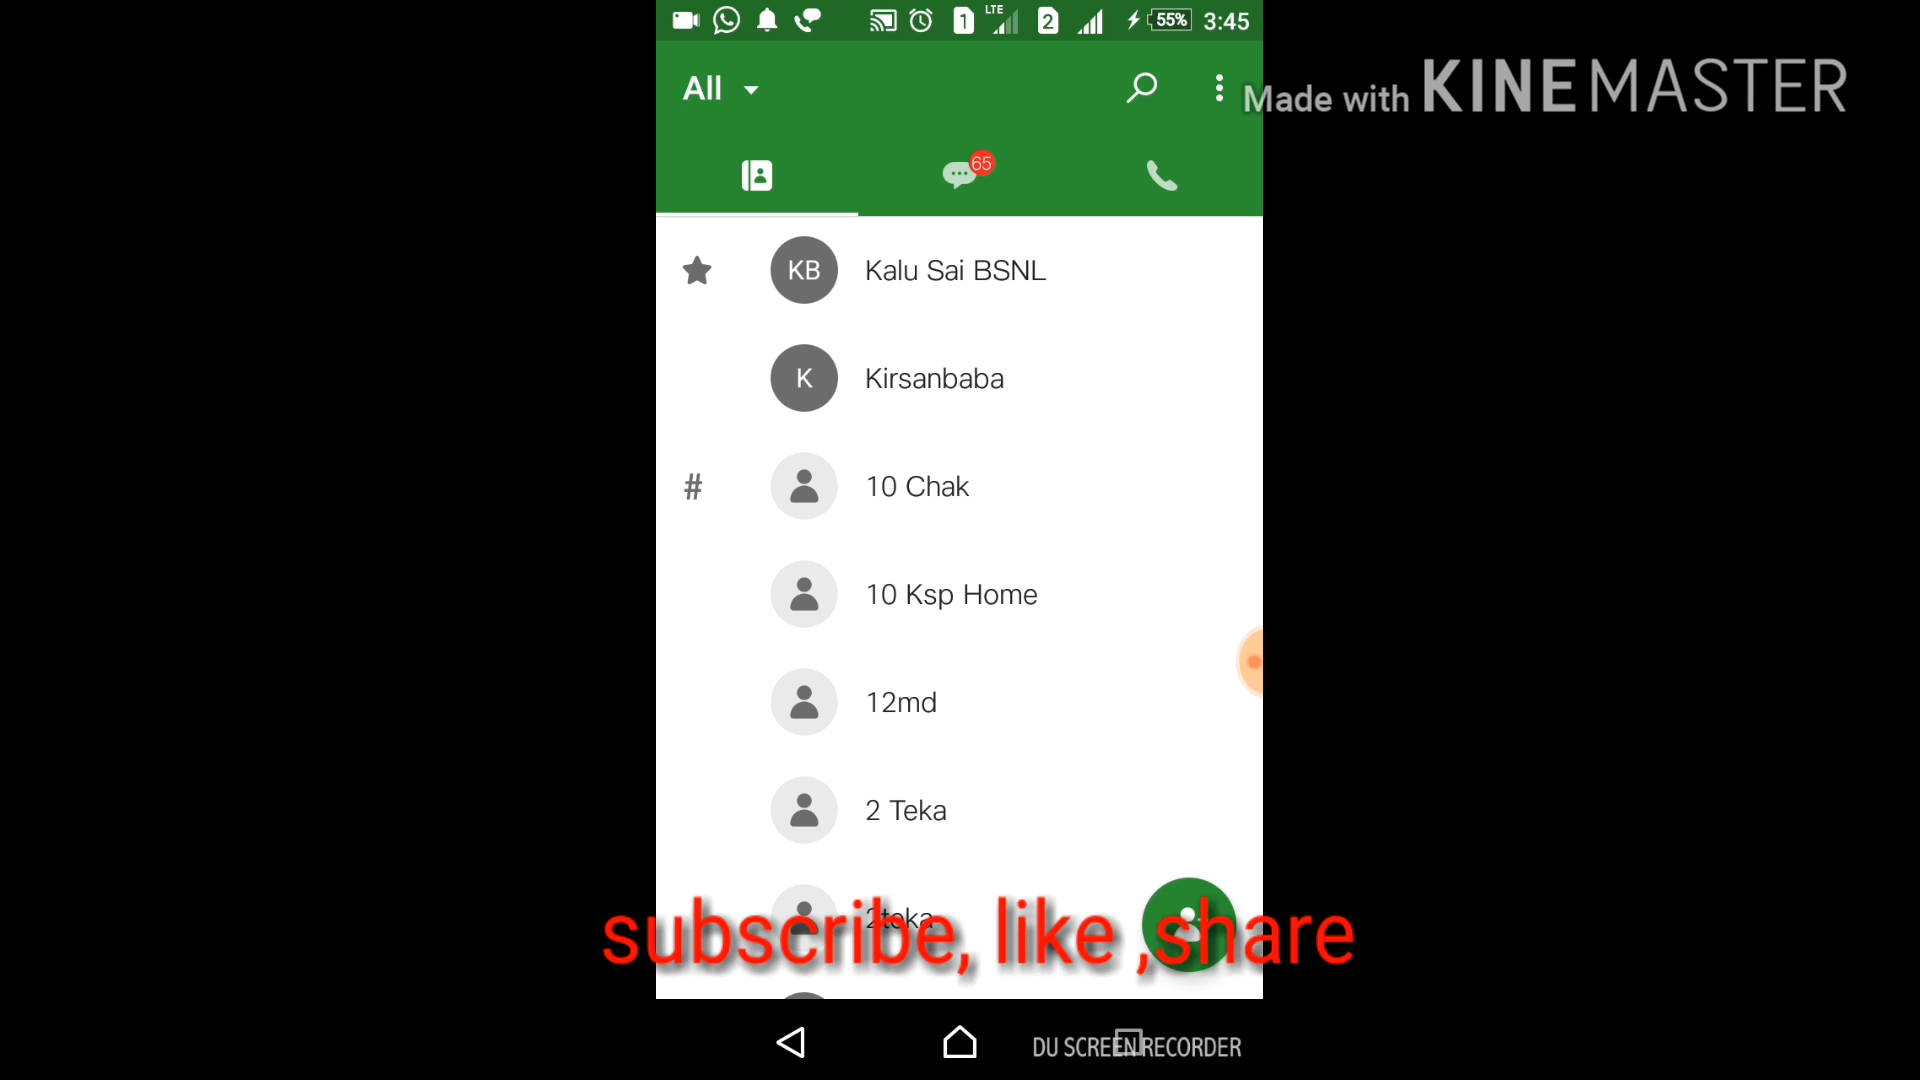 LTE
1
2
55%
3:45
All
Made with KINEMASTER
65
KB
Kalu Sai BSNL
K
Kirsanbaba
#
10 Chak
10 Ksp Home
12md
2 Teka
2teka
subscribe, like ,share
DU SCREEN RECORDER